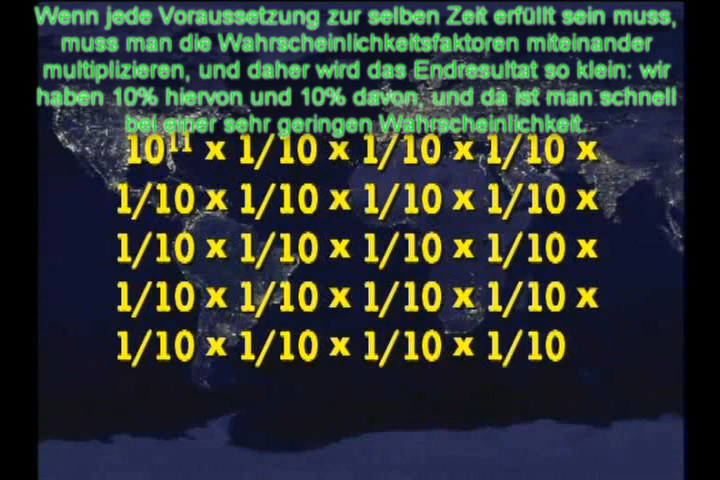 Wenn jede Voraussetzung zur selben Zeit erfüllt sein muss,
muss man die Wahrscheinlichkeitsfaktoren miteinander
multiplizieren, und daher wird das Endresultat so klein: wir
haben 10% hiervon und 10% davon, und da ist man schnell
bei einer sehr geringen Wahrscheinlichkeit.
10¹¹ x 1/10 x 1/10 x 1/10 x
1/10 x 1/10 x 1/10 x 1/10 x
1/10 x 1/10 x 1/10 x 1/10 x
1/10 x 1/10 x 1/10 x 1/10 x
1/10 x 1/10 x 1/10 x 1/10